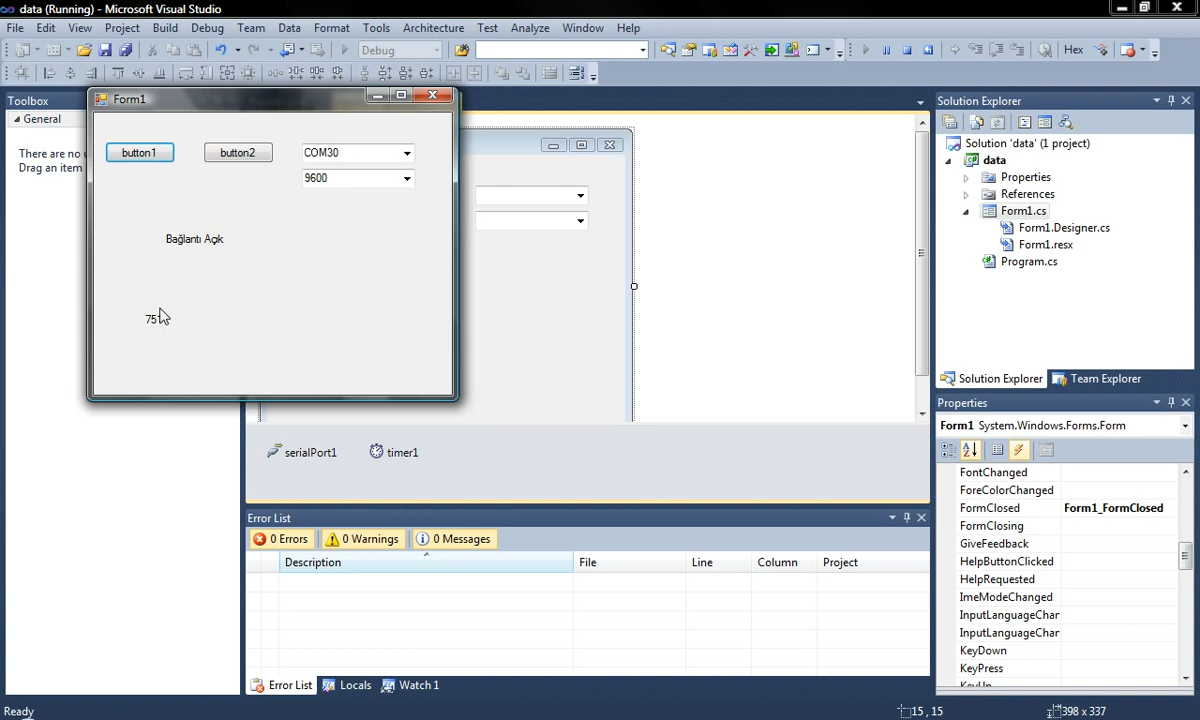 data (Running) - Microsoft Visual Studio
File Edit View Project Build Debug Team Data Format Tools Architecture Test Analyze Window Help
Debug
Hex
Toolbox
General
There are no
Drag an item
Form1
button1 button2 COM30
9600
Bağlantı Açık
serialPort1 timer1
Error List
0 Errors 0 Warnings 0 Messages
Description File Line Column Project
Error List Locals Watch 1
Solution Explorer
Solution 'data' (1 project)
data
Properties
References
Form1.cs
Form1.Designer.cs
Form1.resx
Program.cs
Solution Explorer Team Explorer
Properties
Form1 System.Windows.Forms.Form
FontChanged
ForeColorChanged
FormClosed Form1_FormClosed
FormClosing
GiveFeedback
HelpButtonClicked
HelpRequested
ImeModeChanged
InputLanguageChar
InputLanguageChar
KeyDown
KeyPress
KeyUp
Ready 15 , 15 398 x 337